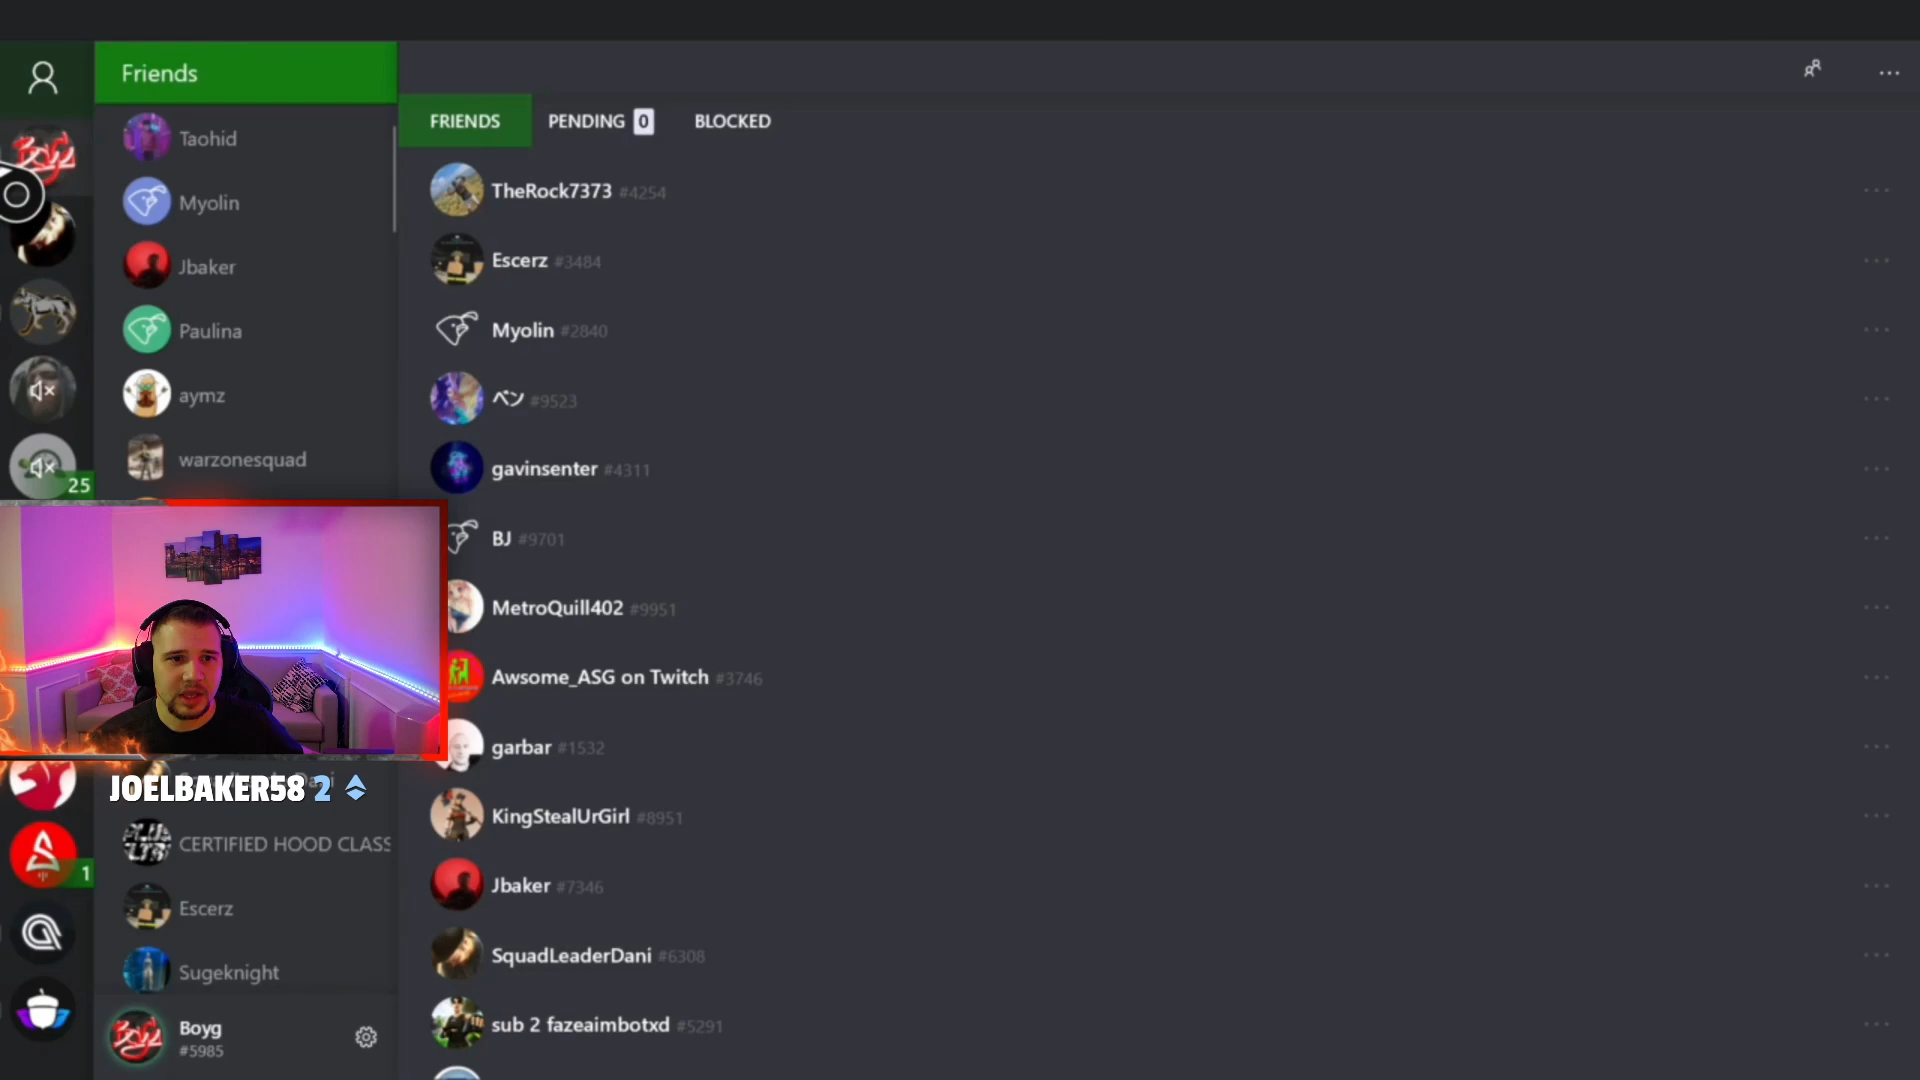 Friends
Taohid
Myolin
Jbaker
Paulina
aymz
warzonesquad
25
JOELBAKER58 2
1
CERTIFIED HOOD CLASS
Escerz
Sugeknight
Boyg
#5985
FRIENDS PENDING 0 BLOCKED
TheRock7373 #4254
Escerz #3484
Myolin #2840
ベン #9523
gavinsenter #4311
BJ #9701
MetroQuill402 #9951
Awsome_ASG on Twitch #3746
garbar #1532
KingStealUrGirl #8951
Jbaker #7346
SquadLeaderDani #6308
sub 2 fazeaimbotxd #5291